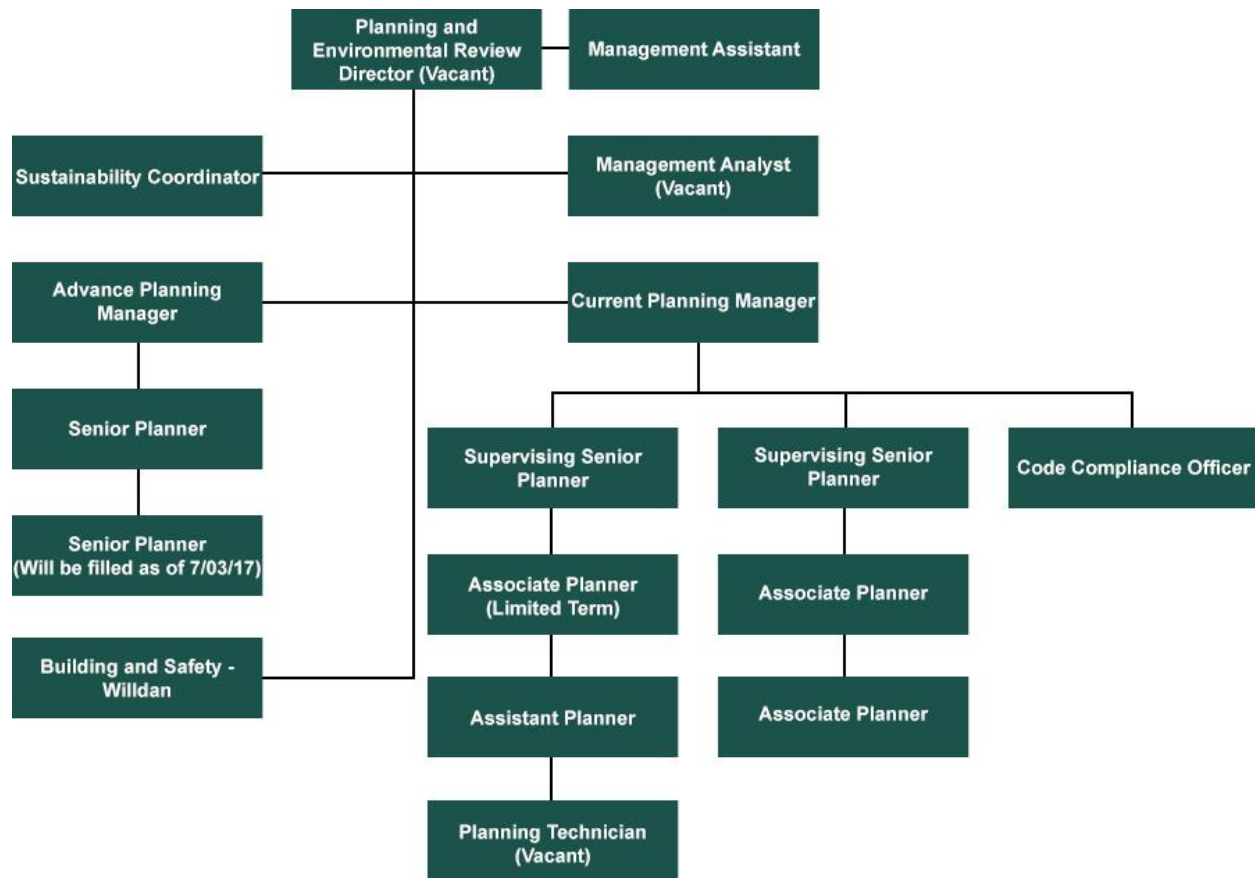 Planning and
Environmental Review
Director (Vacant)
Management Assistant
Sustainability Coordinator
Management Analyst
(Vacant)
Advance Planning
Manager
Current Planning Manager
Senior Planner
Supervising Senior
Planner
Supervising Senior
Planner
Code Compliance Officer
Senior Planner
(Will be filled as of 7/03/17)
Associate Planner
(Limited Term)
Associate Planner
Building and Safety -
Willdan
Assistant Planner
Associate Planner
Planning Technician
(Vacant)